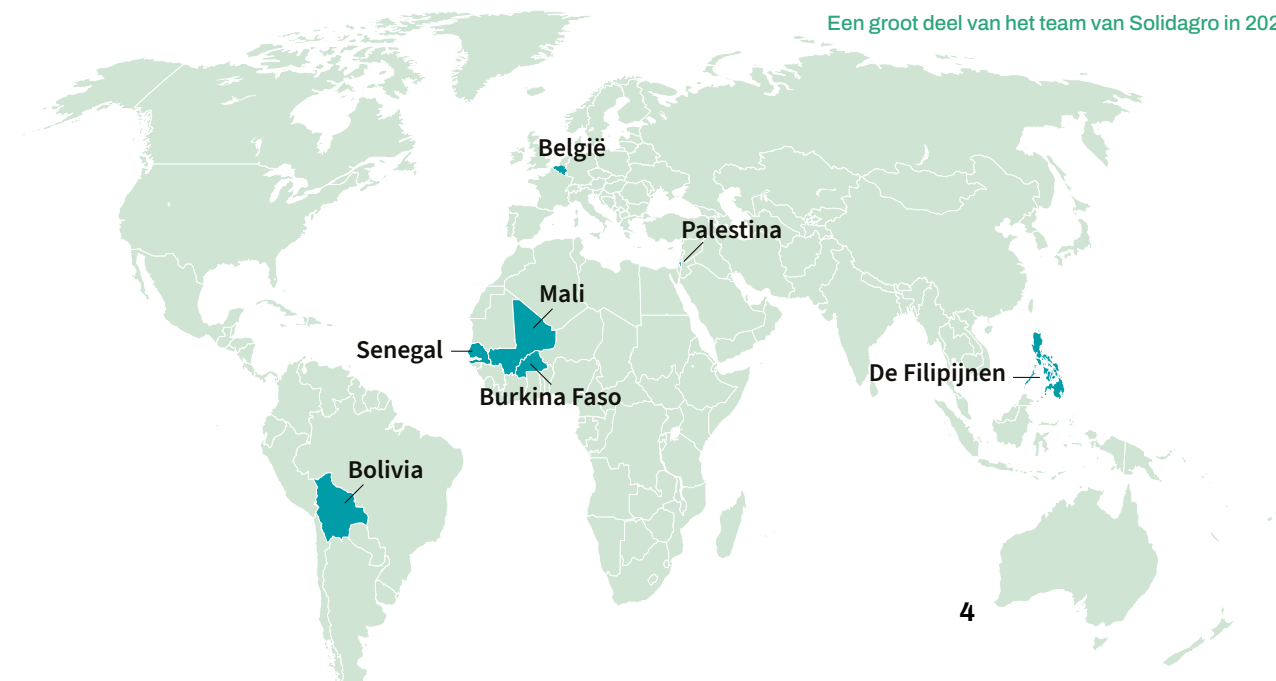 Een groot deel van het team van Solidagro in 202
België
Palestina
Mali
Senegal
De Filipijnen
Burkina Faso
Bolivia
4